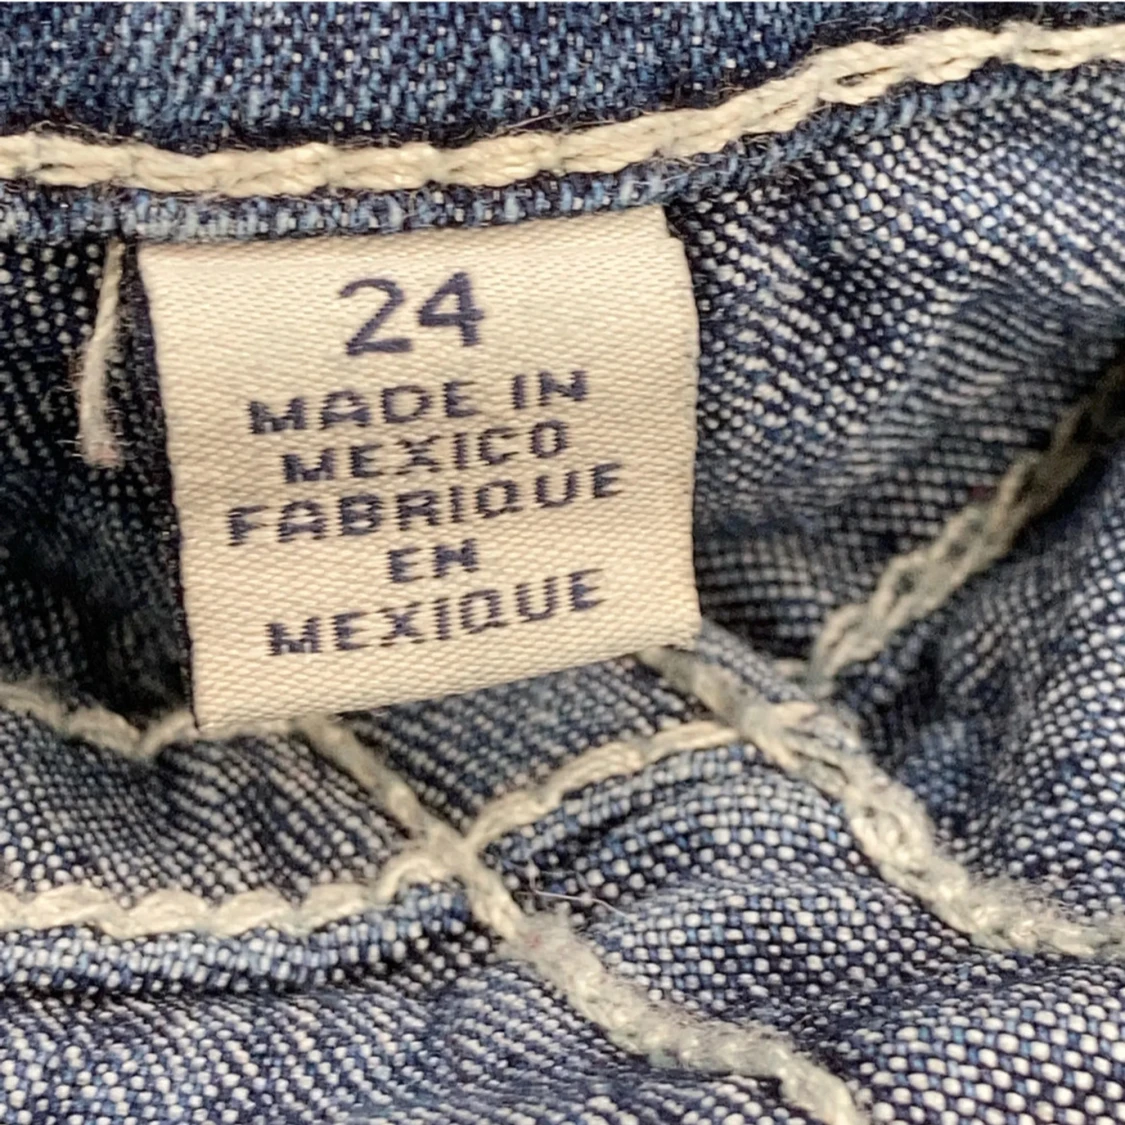 24
MADE IN
MEXICO
FABRIQUE
EN
MEXIQUE